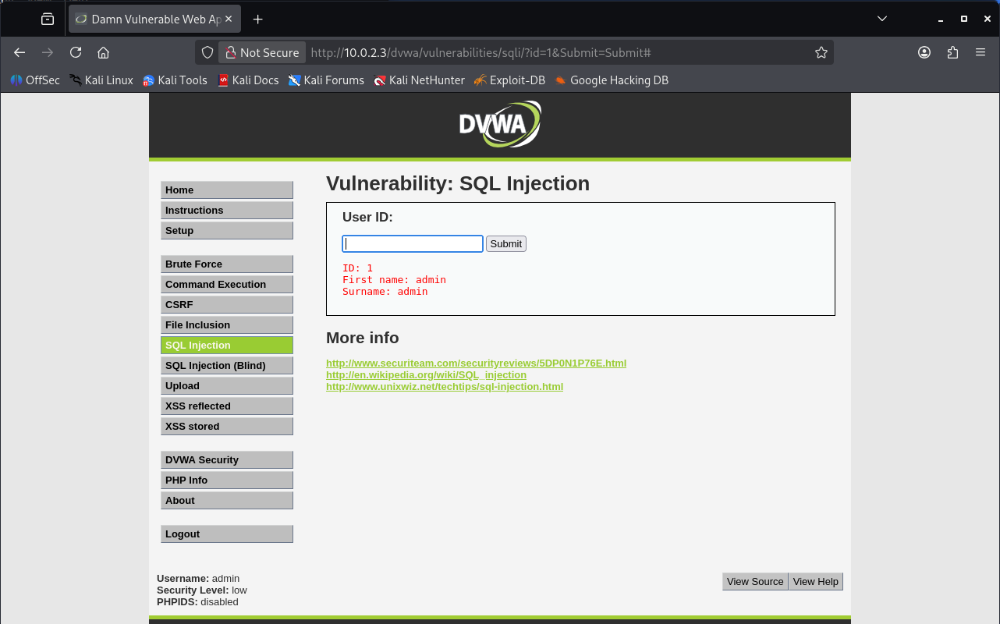 Damn Vulnerable Web Ap
Not Secure http://10.0.2.3/dvwa/vulnerabilities/sqli/?id=1&Submit=Submit#
OffSec Kali Linux Kali Tools Kali Docs Kali Forums Kali NetHunter Exploit-DB Google Hacking DB
DVWA
Home
Instructions
Setup
Brute Force
Command Execution
CSRF
File Inclusion
SQL Injection
SQL Injection (Blind)
Upload
XSS reflected
XSS stored
DVWA Security
PHP Info
About
Logout
Vulnerability: SQL Injection
User ID:
Submit
ID: 1
First name: admin
Surname: admin
More info
http://www.securiteam.com/securityreviews/5DP0N1P76E.html
http://en.wikipedia.org/wiki/SQL_injection
http://www.unixwiz.net/techtips/sql-injection.html
Username: admin
Security Level: low
PHPIDS: disabled
View Source View Help